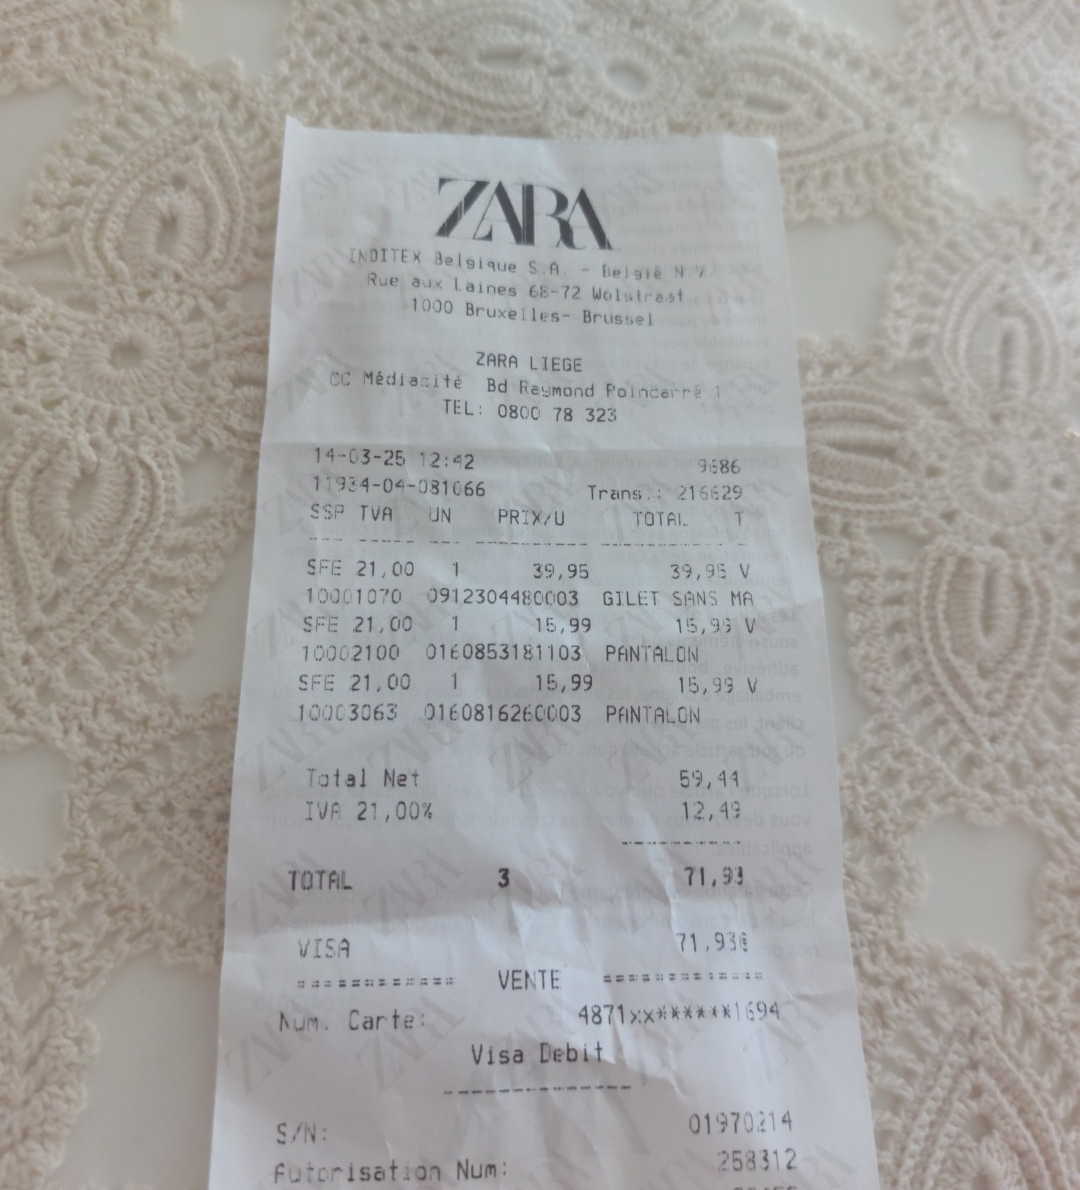 ZARA
INDITEX Belgique S.A. - België N.V.
Rue aux Laines 68-72 Wolstraat
1000 Bruxelles- Brussel
ZARA LIEGE
CC Médiacité Bd Raymond Poincarré 1
TEL: 0800 78 323
14-03-25 12:42 9686
11934-04-081066 Trans.: 216629
SSP TVA UN PRIX/U TOTAL T
SFE 21,00 1 39,95 39,95 V
10001070 0912304480003 GILET SANS MA
SFE 21,00 1 15,99 15,99 V
10002100 0160853181103 PANTALON
SFE 21,00 1 15,99 15,99 V
10003063 0160816260003 PANTALON
Total Net 59,44
IVA 21,00% 12,49
TOTAL 3 71,93
VISA 71,93€
=========== VENTE ============
Num. Carte: 4871xx******1694
Visa Debit
S/N: 01970214
Autorisation Num: 258312